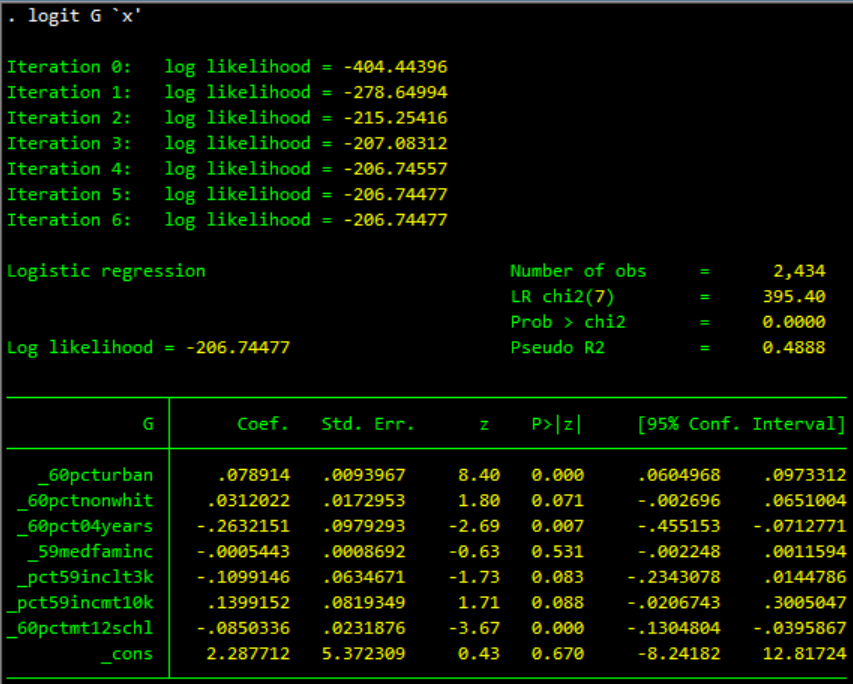 . logit G `x'
Iteration 0:   log likelihood = -404.44396
Iteration 1:   log likelihood = -278.64994
Iteration 2:   log likelihood = -215.25416
Iteration 3:   log likelihood = -207.08312
Iteration 4:   log likelihood = -206.74557
Iteration 5:   log likelihood = -206.74477
Iteration 6:   log likelihood = -206.74477
Logistic regression                             Number of obs     =      2,434
                                                LR chi2(7)        =     395.40
                                                Prob > chi2       =     0.0000
Log likelihood = -206.74477                     Pseudo R2         =     0.4888
G |      Coef.   Std. Err.      z    P>|z|     [95% Conf. Interval]
_60pcturban |    .078914   .0093967     8.40   0.000     .0604968    .0973312
_60pctnonwhit |   .0312022   .0172953     1.80   0.071     -.002696    .0651004
_60pct04years |  -.2632151   .0979293    -2.69   0.007     -.455153   -.0712771
_59medfaminc |  -.0005443   .0008692    -0.63   0.531     -.002248    .0011594
_pct59inclt3k |  -.1099146   .0634671    -1.73   0.083    -.2343078    .0144786
_pct59incmt10k |   .1399152   .0819349     1.71   0.088    -.0206743    .3005047
_60pctmt12schl |  -.0850336   .0231876    -3.67   0.000    -.1304804   -.0395867
_cons |   2.287712   5.372309     0.43   0.670     -8.24182    12.81724